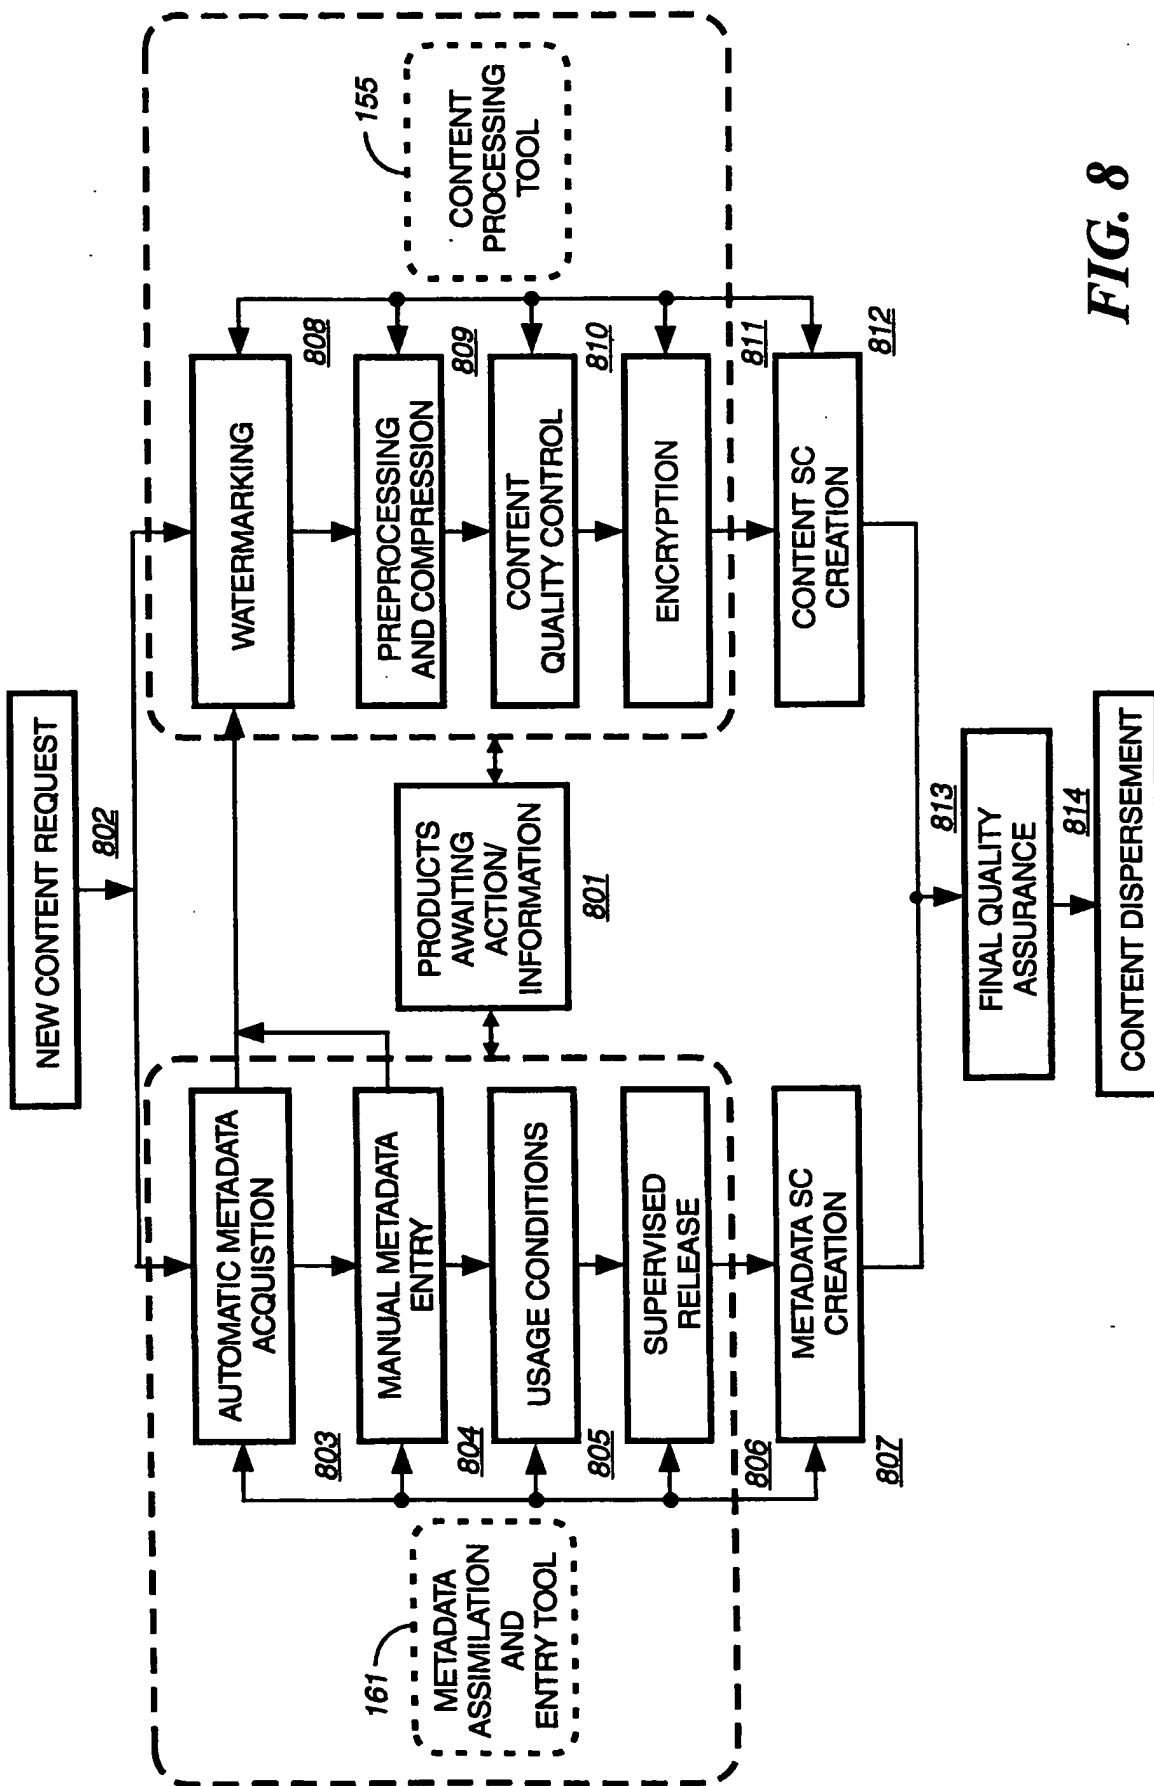 NEW CONTENT REQUEST
802
AUTOMATIC METADATA
ACQUISTION
803
MANUAL METADATA
ENTRY
804
USAGE CONDITIONS
805
SUPERVISED
RELEASE
806
METADATA SC
CREATION
807
161
METADATA
ASSIMILATION
AND
ENTRY TOOL
PRODUCTS
AWAITING
ACTION/
INFORMATION
801
WATERMARKING
808
PREPROCESSING
AND COMPRESSION
809
CONTENT
QUALITY CONTROL
810
ENCRYPTION
811
CONTENT SC
CREATION
812
155
CONTENT
PROCESSING
TOOL
813
FINAL QUALITY
ASSURANCE
814
CONTENT DISPERSEMENT
FIG. 8